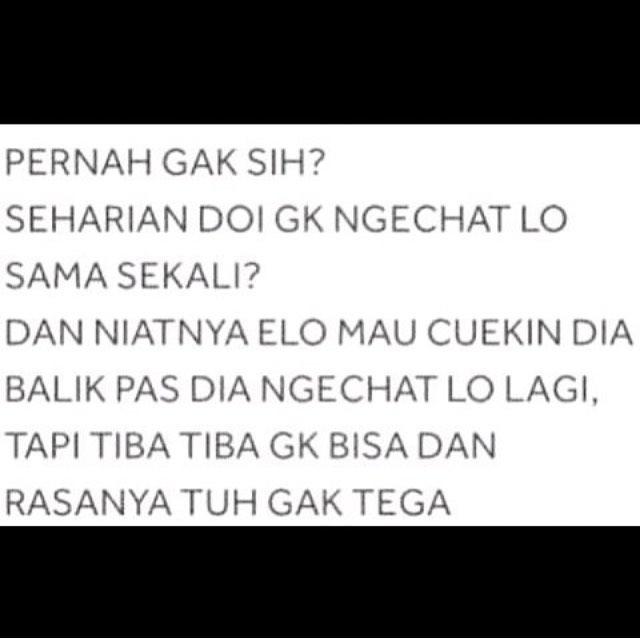 PERNAH GAK SIH?
SEHARIAN DOI GK NGECHAT LO
SAMA SEKALI?
DAN NIATNYA ELO MAU CUEKIN DIA
BALIK PAS DIA NGECHAT LO LAGI,
TAPI TIBA TIBA GK BISA DAN
RASANYA TUH GAK TEGA